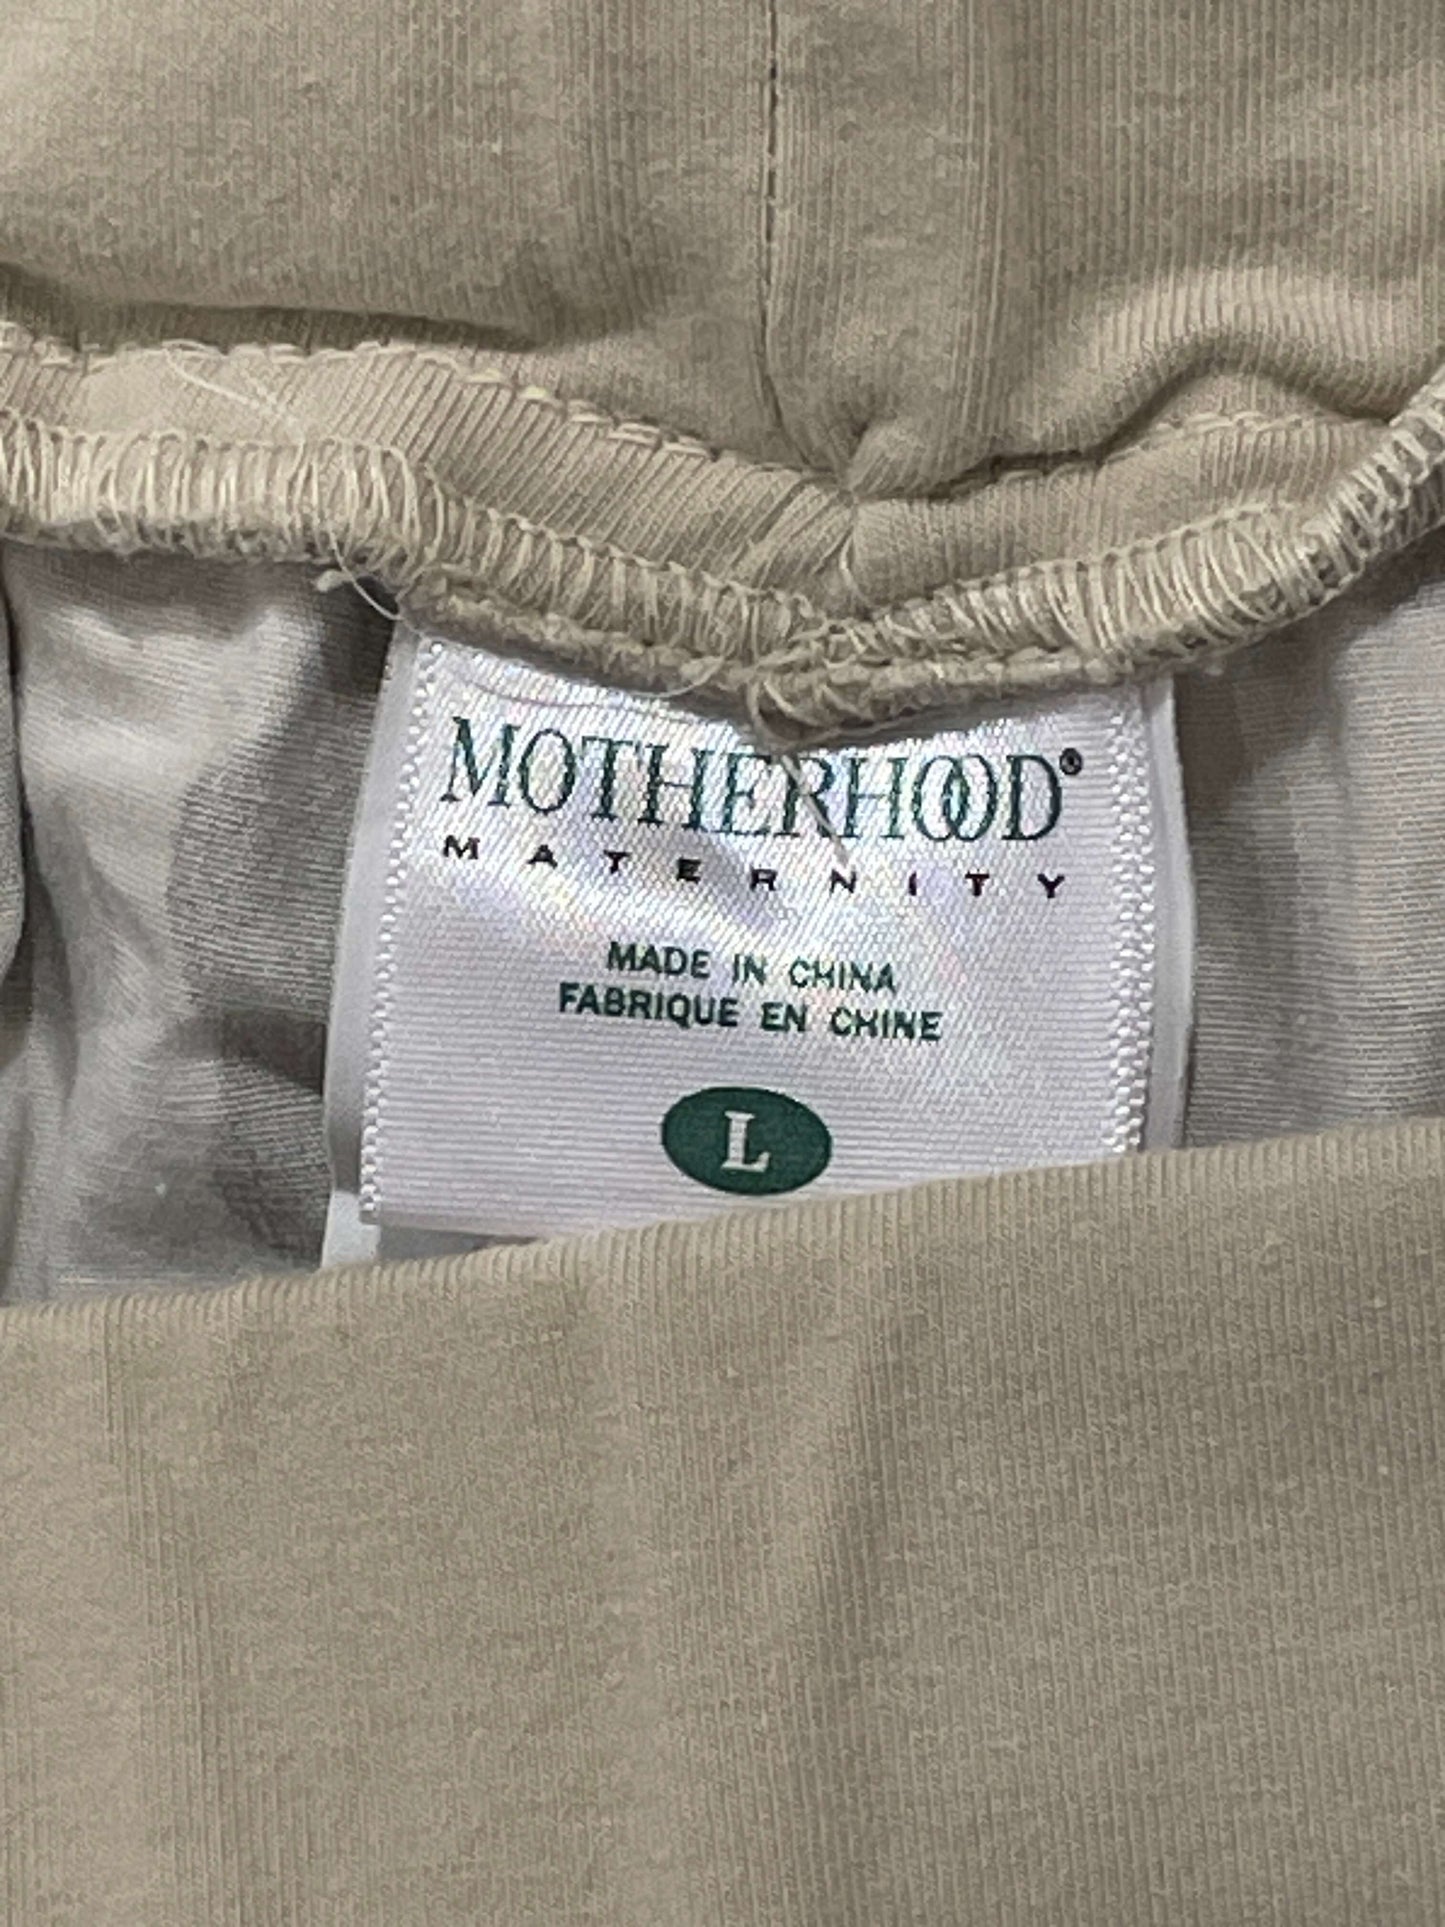 MOTHERHOOD®
MATERNITY
MADE IN CHINA
FABRIQUE EN CHINE
L